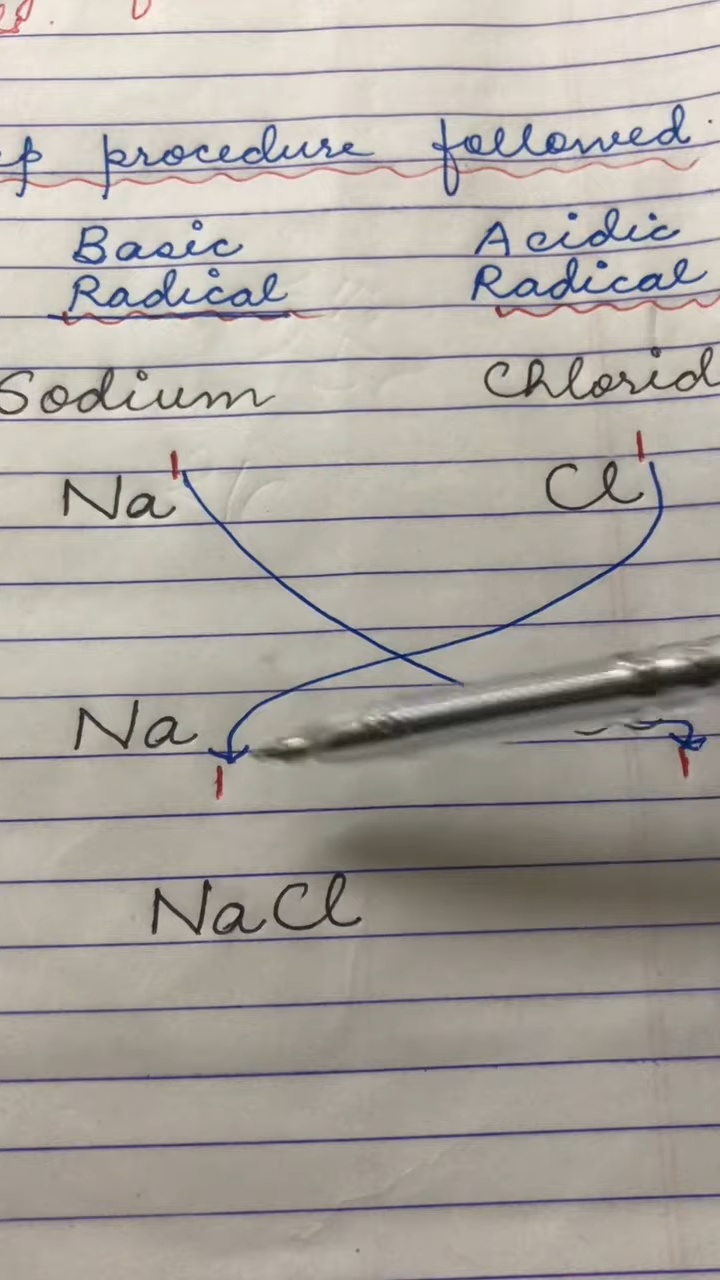 procedure followed.
Basic Acidic
Radical Radical
Sodium Chlorid
Na 1 Cl 1
Na 1 1
NaCl